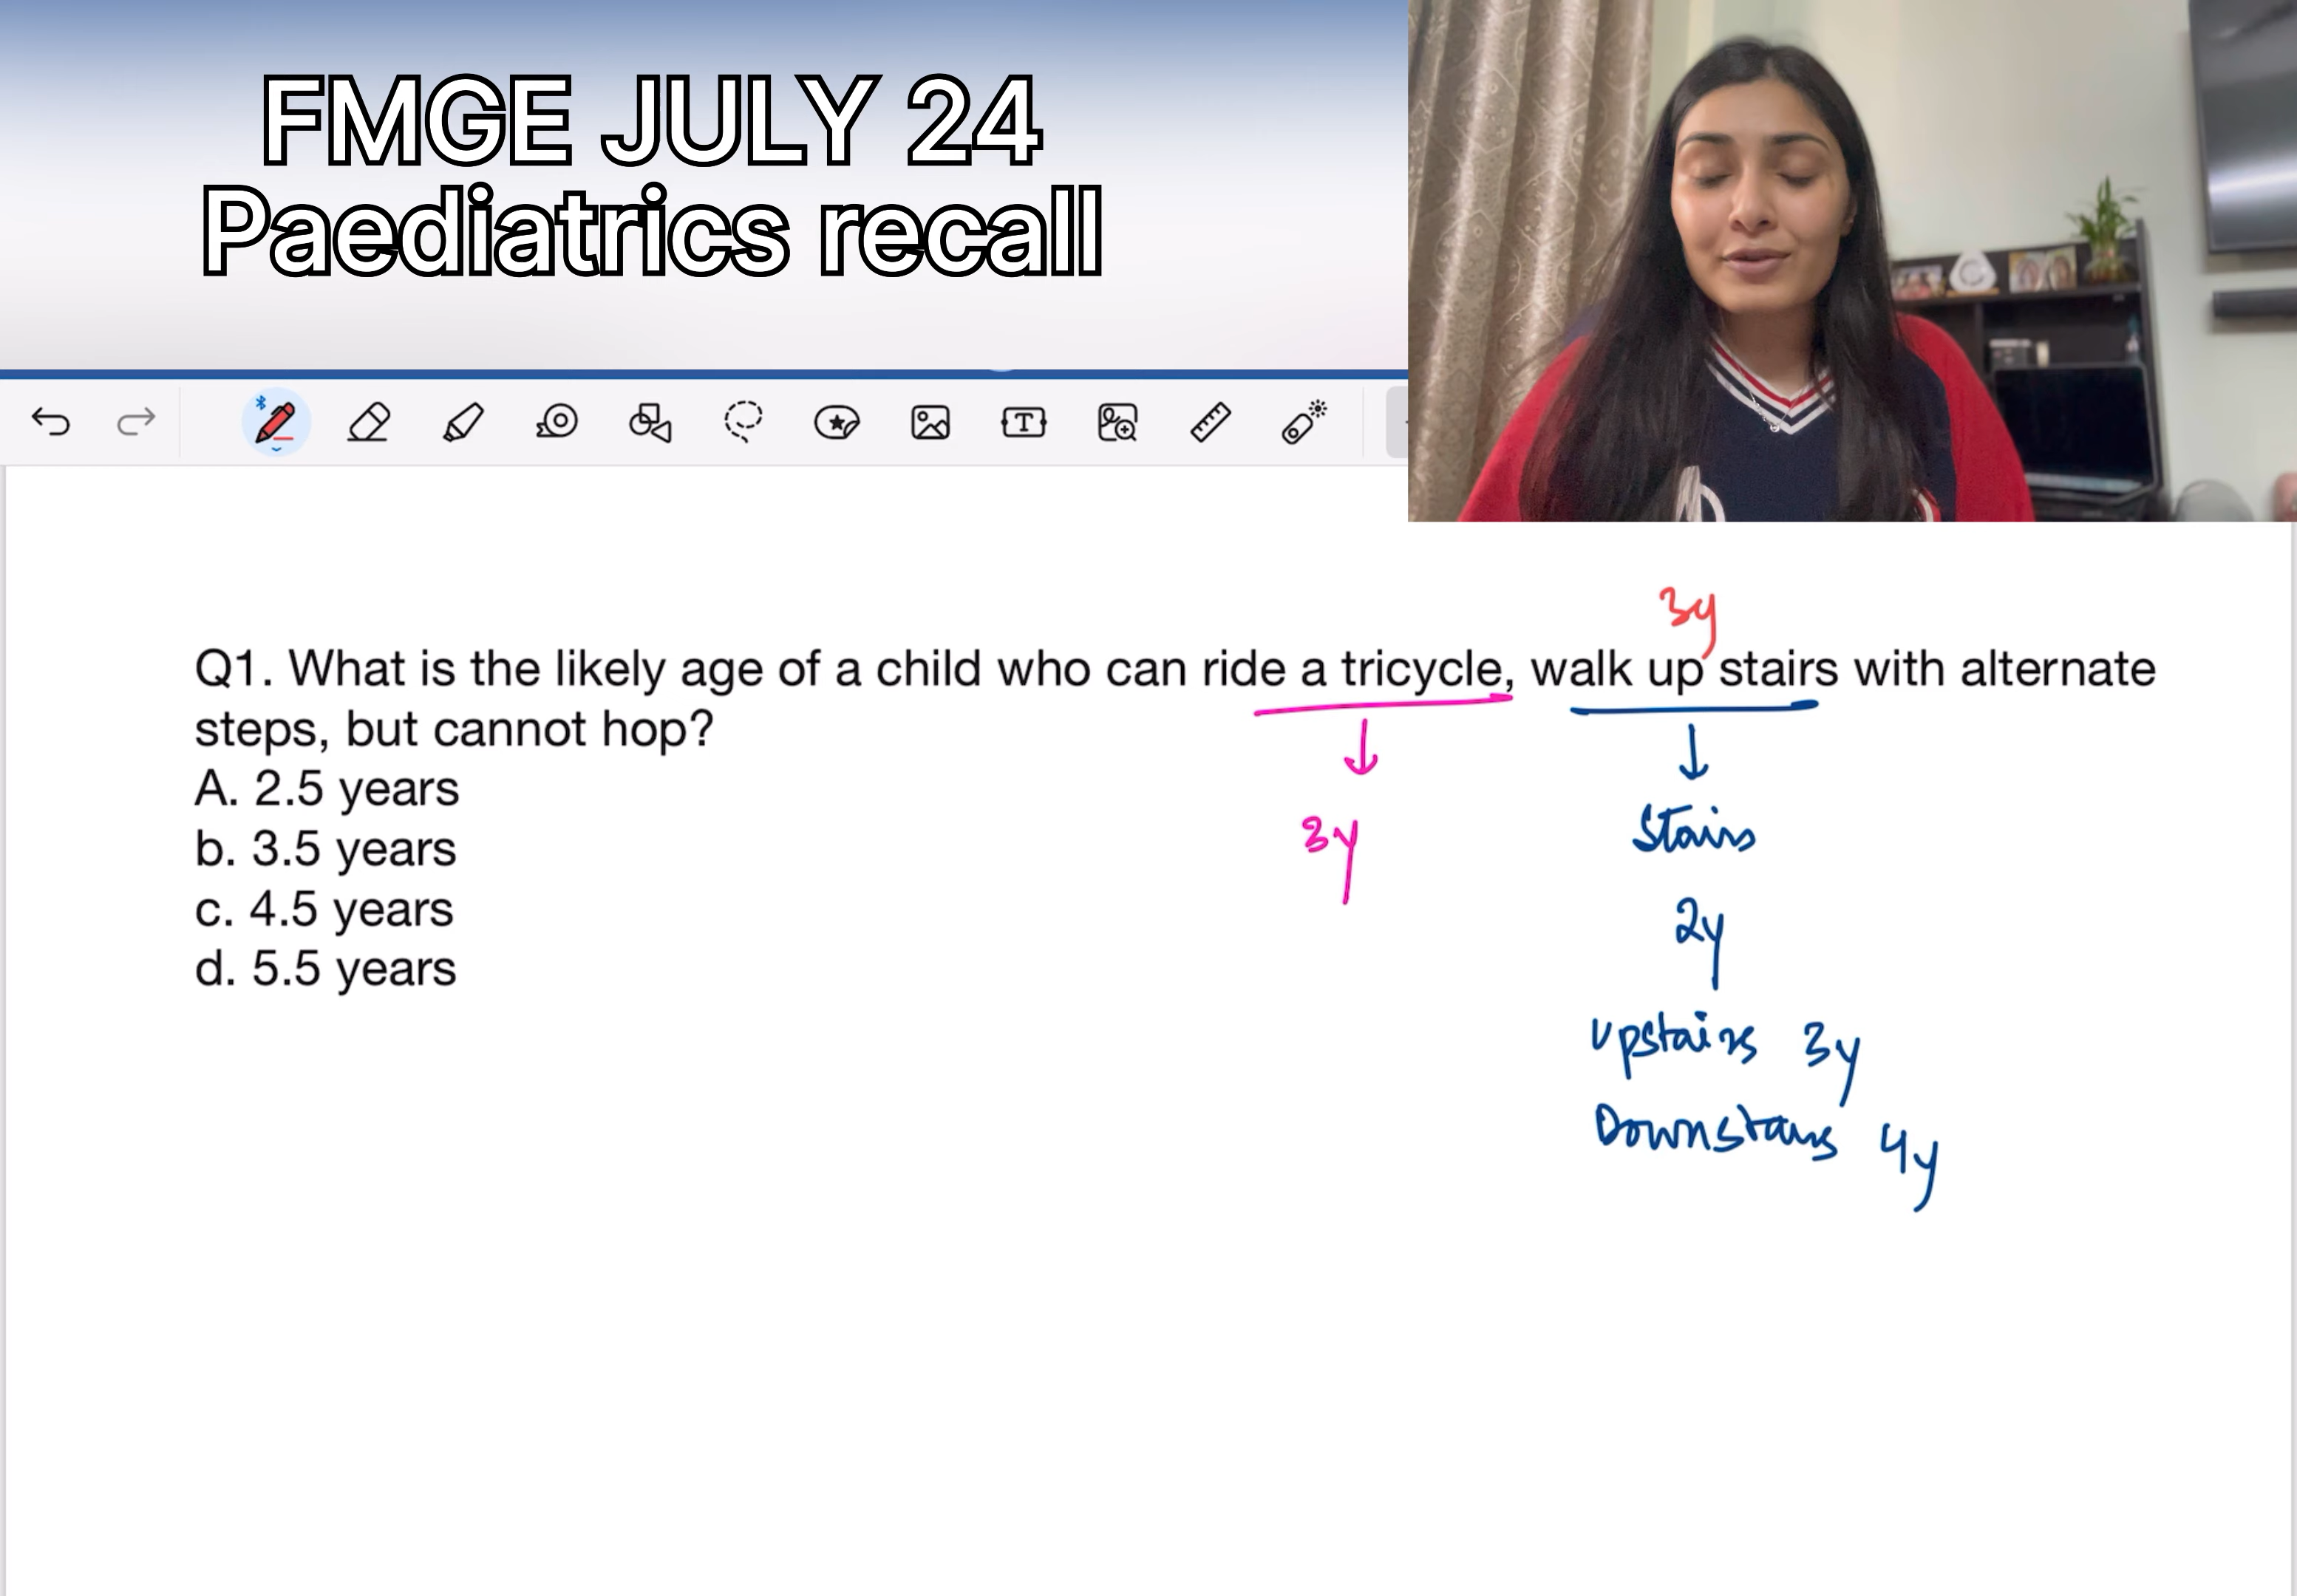 FMGE JULY 24
Paediatrics recall
3y
Q1. What is the likely age of a child who can ride a tricycle, walk up stairs with alternate
steps, but cannot hop?
A. 2.5 years
b. 3.5 years
c. 4.5 years
d. 5.5 years
3y
Stairs
2y
Upstairs 3y
Downstairs 4y